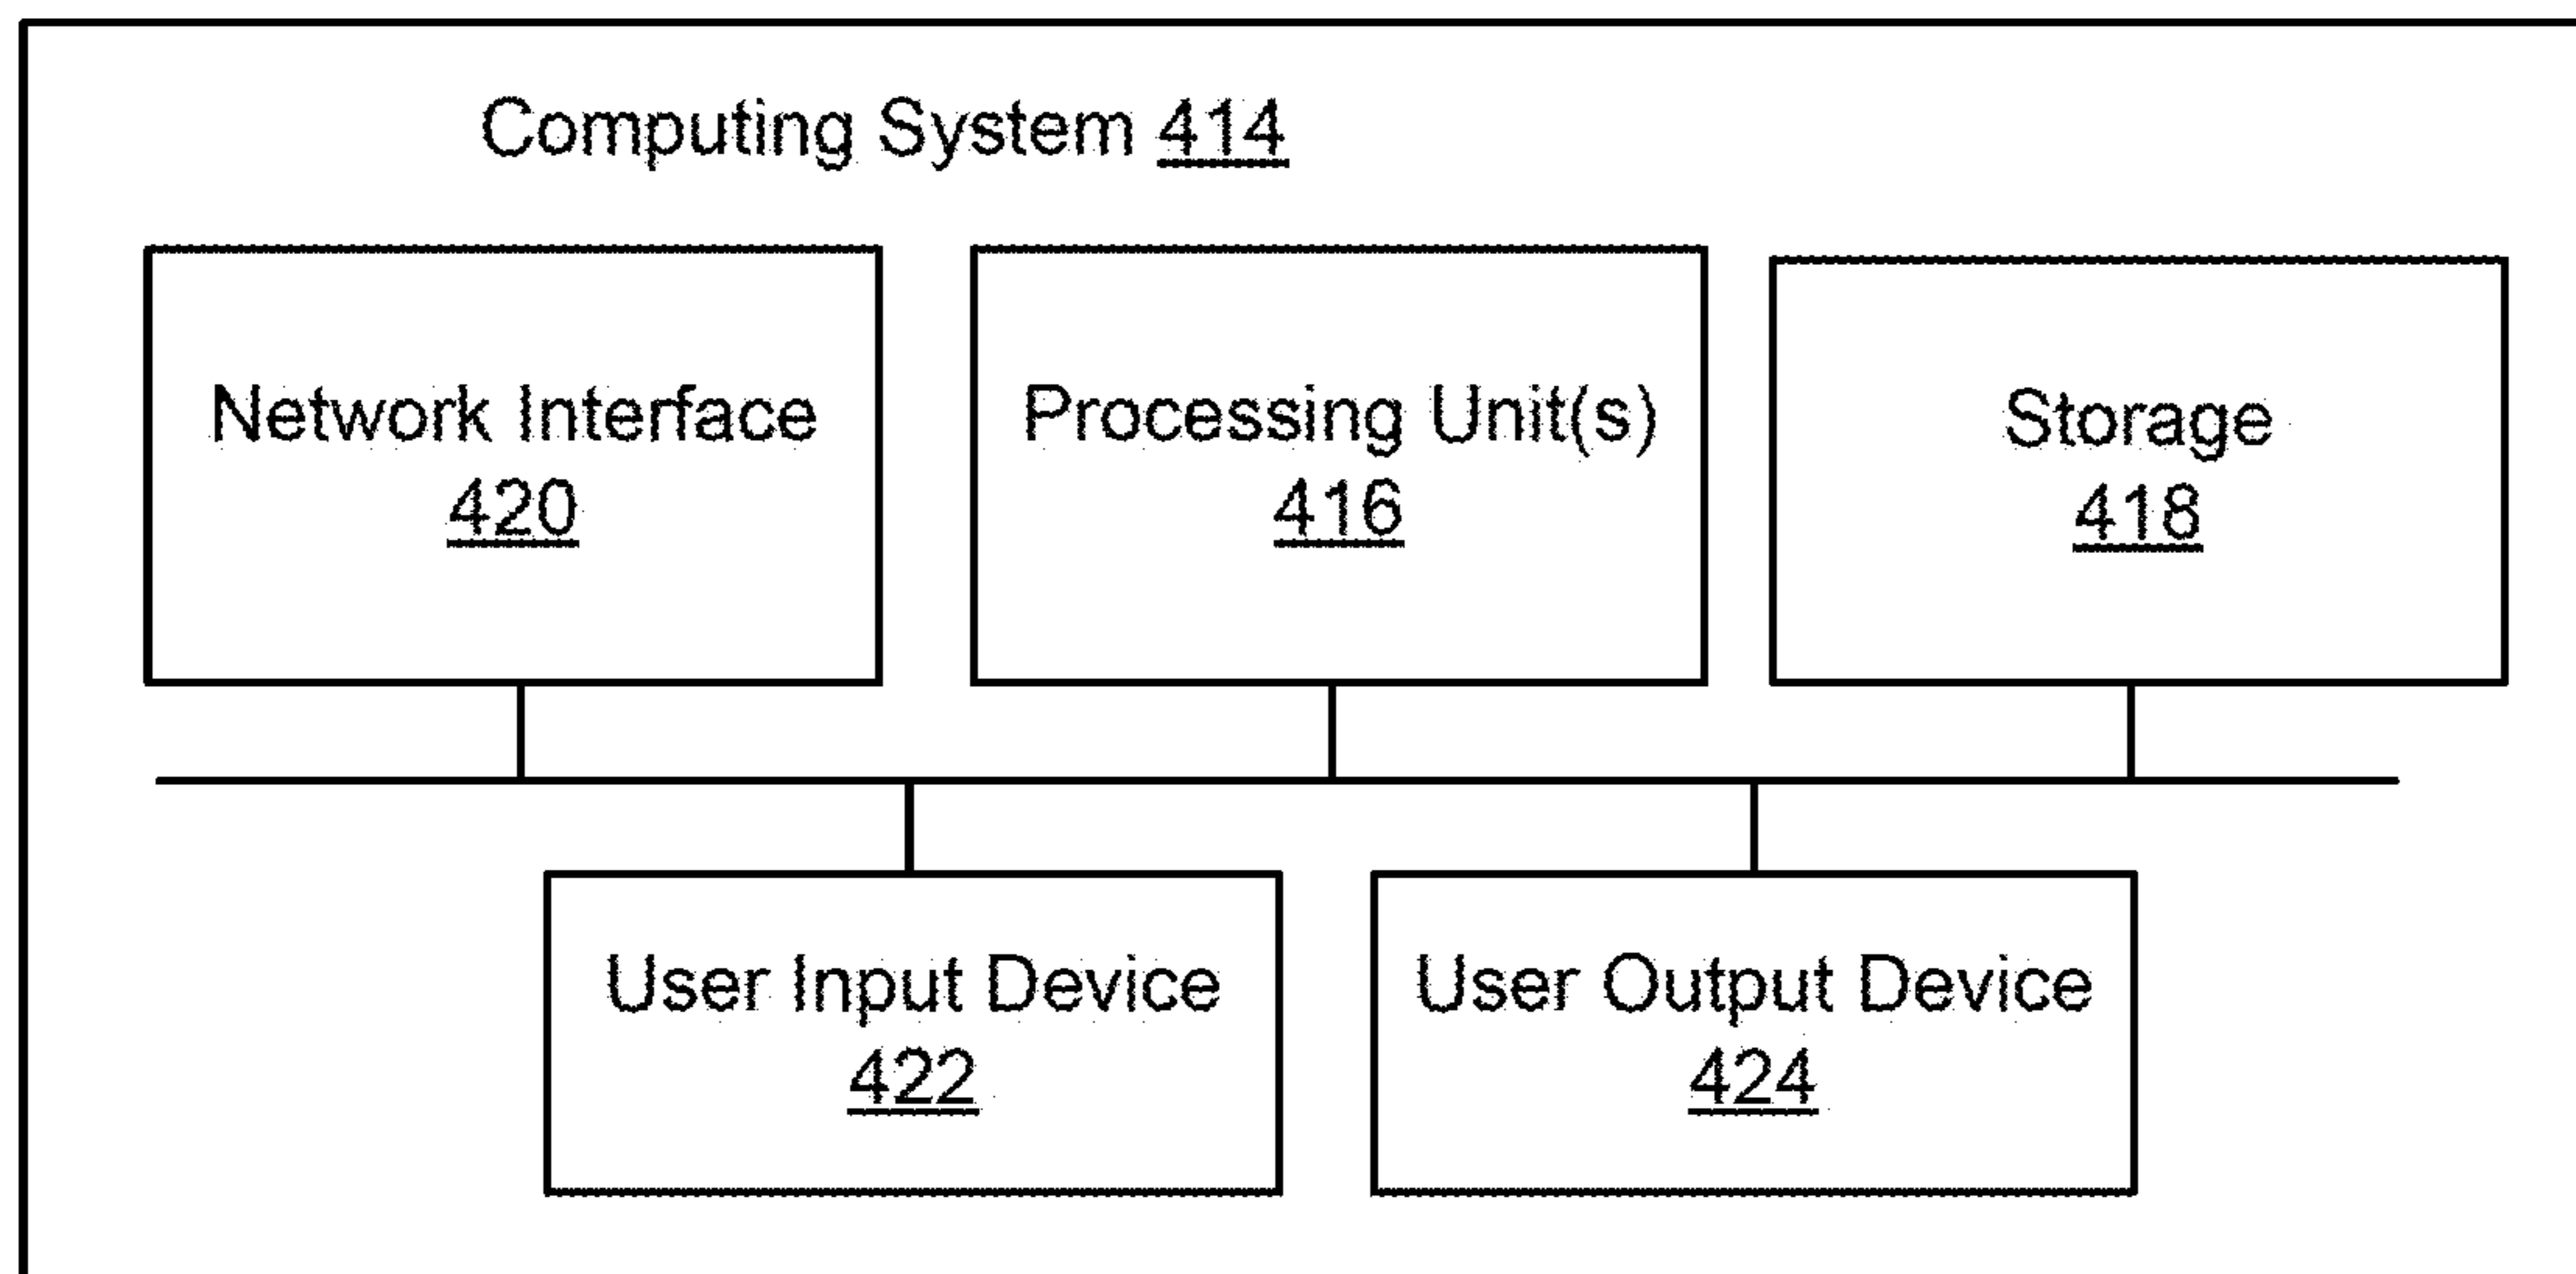 Computing System 414
Network Interface
420
Processing Unit(s)
416
Storage
418
User Input Device
422
User Output Device
424